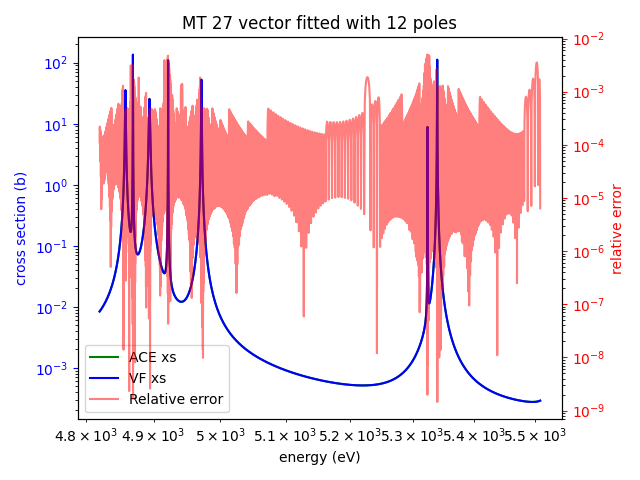 MT 27 vector fitted with 12 poles
10²
10¹
10⁰
10⁻¹
10⁻²
10⁻³
cross section (b)
10⁻²
10⁻³
10⁻⁴
10⁻⁵
10⁻⁶
10⁻⁷
10⁻⁸
10⁻⁹
relative error
ACE xs
VF xs
Relative error
4.8 × 10³ 4.9 × 10³ 5 × 10³ 5.1 × 10³ 5.2 × 10³ 5.3 × 10³ 5.4 × 10³ 5.5 × 10³
energy (eV)